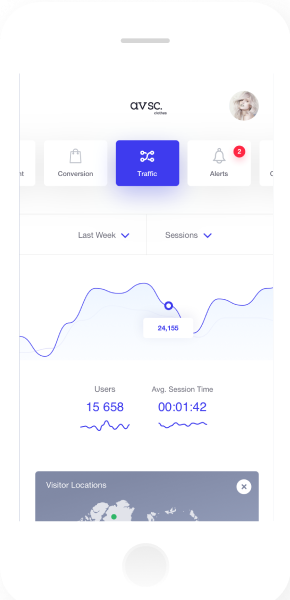 avsc.
nt
Conversion
Traffic
Alerts
2
C
Last Week
Sessions
24,155
Users
Avg. Session Time
15 658
00:01:42
Visitor Locations